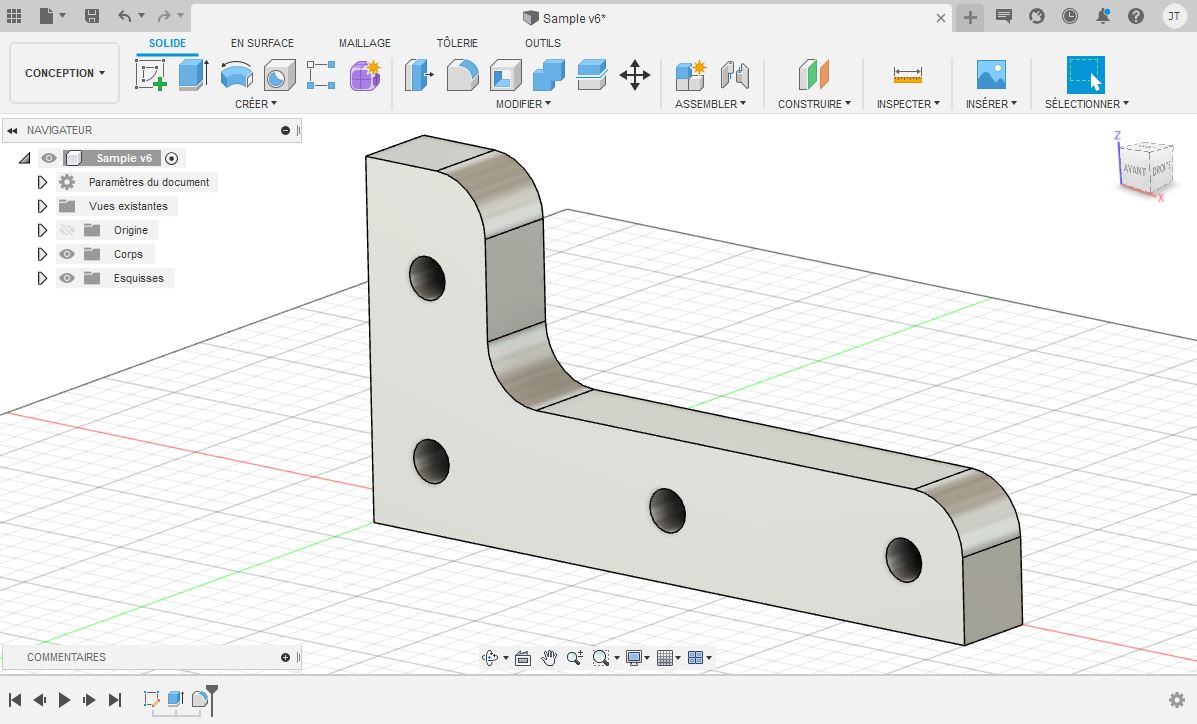 Sample v6*
JT
CONCEPTION
SOLIDE
EN SURFACE
MAILLAGE
TÔLERIE
OUTILS
CRÉER
MODIFIER
ASSEMBLER
CONSTRUIRE
INSPECTER
INSÉRER
SÉLECTIONNER
NAVIGATEUR
Sample v6
Paramètres du document
Vues existantes
Origine
Corps
Esquisses
Z
AVANT
DROITE
X
COMMENTAIRES